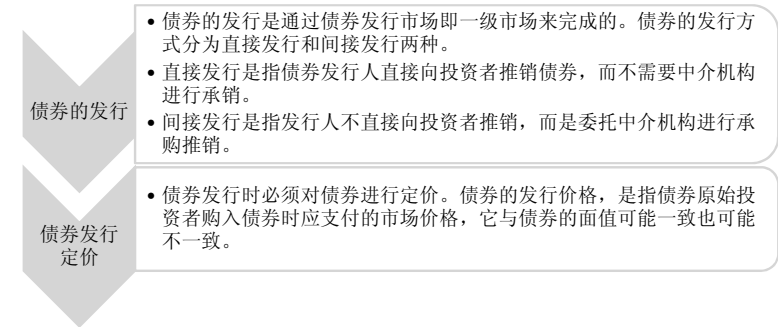 债券的发行
• 债券的发行是通过债券发行市场即一级市场来完成的。债券的发行方
式分为直接发行和间接发行两种。
• 直接发行是指债券发行人直接向投资者推销债券，而不需要中介机构
进行承销。
• 间接发行是指发行人不直接向投资者推销，而是委托中介机构进行承
购推销。
债券发行
定价
• 债券发行时必须对债券进行定价。债券的发行价格，是指债券原始投
资者购入债券时应支付的市场价格，它与债券的面值可能一致也可能
不一致。